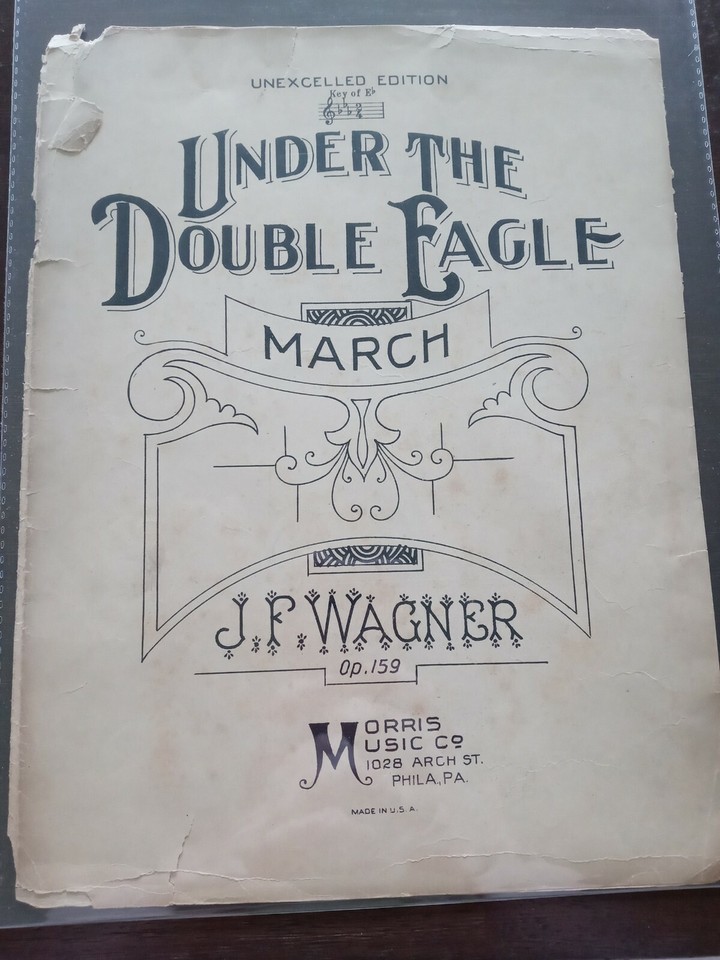 UNEXCELLED EDITION
Key of E♭
UNDER THE
DOUBLE EAGLE
MARCH
J.F. WAGNER
Op. 159
MORRIS
MUSIC Co
1028 ARCH ST.
PHILA., PA.
MADE IN U.S.A.